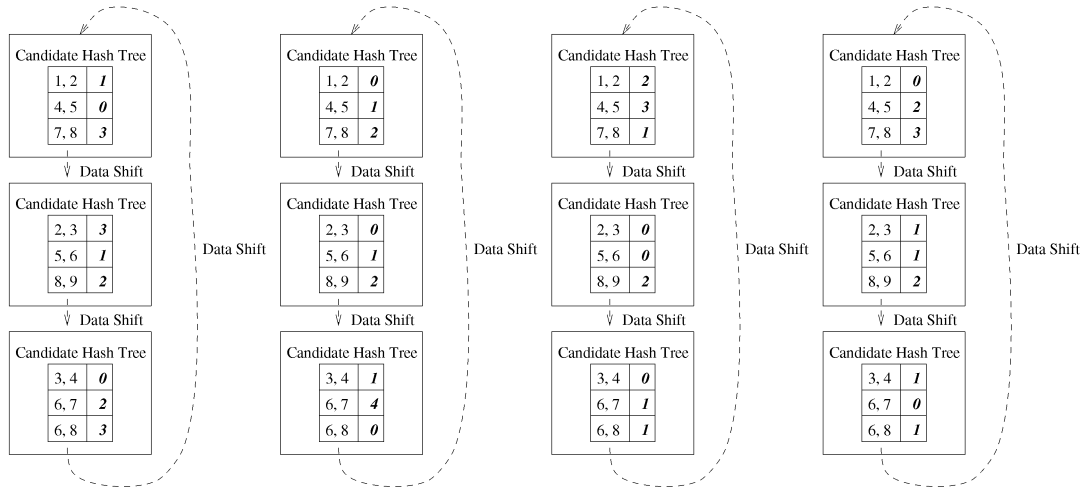 Candidate Hash Tree Candidate Hash Tree Candidate Hash Tree Candidate Hash Tree
1, 2 1 1, 2 0 1, 2 2 1, 2 0
4, 5 0 4, 5 1 4, 5 3 4, 5 2
7, 8 3 7, 8 2 7, 8 1 7, 8 3
Data Shift Data Shift Data Shift Data Shift
Candidate Hash Tree Candidate Hash Tree Candidate Hash Tree Candidate Hash Tree
2, 3 3 2, 3 0 2, 3 0 2, 3 1
Data Shift Data Shift Data Shift Data Shift
5, 6 1 5, 6 1 5, 6 0 5, 6 1
8, 9 2 8, 9 2 8, 9 2 8, 9 2
Data Shift Data Shift Data Shift Data Shift
Candidate Hash Tree Candidate Hash Tree Candidate Hash Tree Candidate Hash Tree
3, 4 0 3, 4 1 3, 4 0 3, 4 1
6, 7 2 6, 7 4 6, 7 1 6, 7 0
6, 8 3 6, 8 0 6, 8 1 6, 8 1